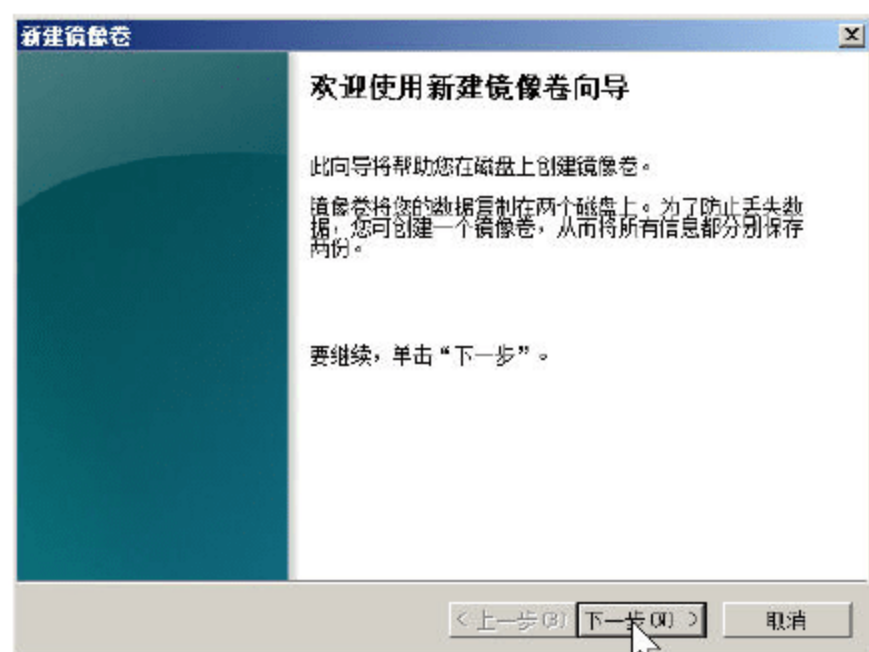 新建镜像卷
欢迎使用新建镜像卷向导
此向导将帮助您在磁盘上创建镜像卷。
镜像卷将您的数据复制在两个磁盘上。为了防止丢失数
据，您可创建一个镜像卷，从而将所有信息都分别保存
两份。
要继续，单击“下一步”。
<上一步(B) 下一步(N) > 取消